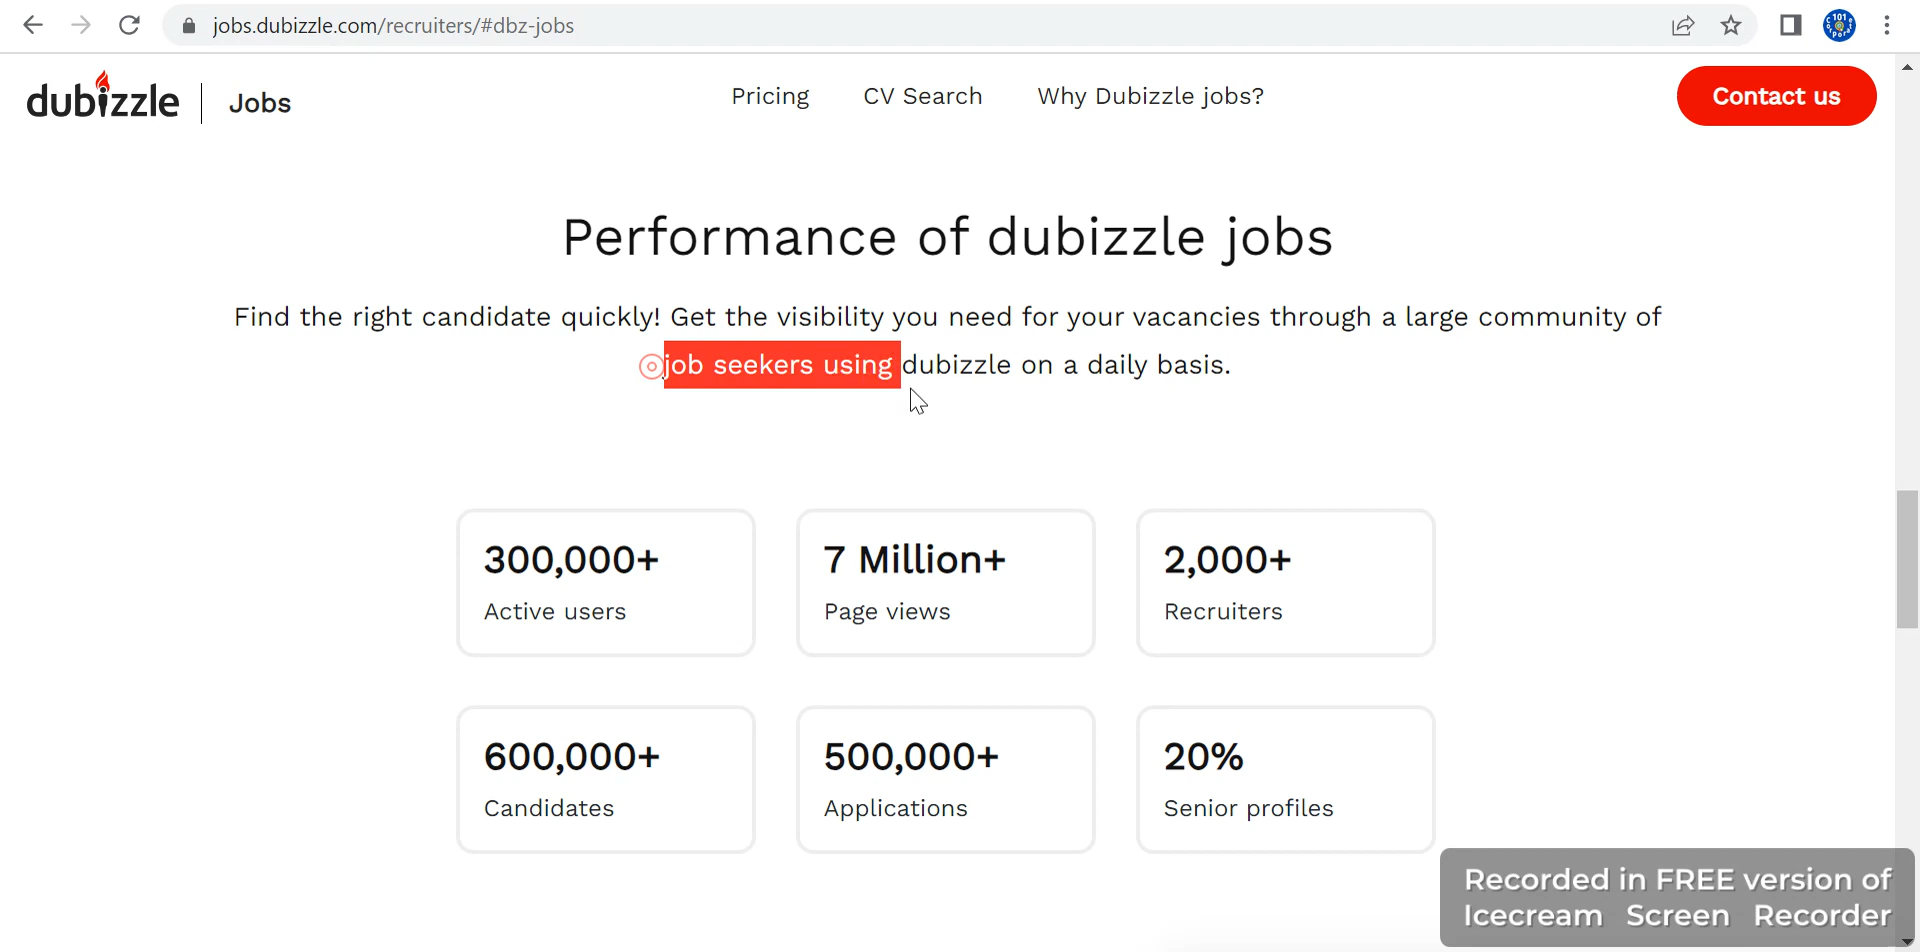 jobs.dubizzle.com/recruiters/#dbz-jobs
dubizzle
Jobs
Pricing
CV Search
Why Dubizzle jobs?
Contact us
Performance of dubizzle jobs
Find the right candidate quickly! Get the visibility you need for your vacancies through a large community of
job seekers using dubizzle on a daily basis.
300,000+
Active users
7 Million+
Page views
2,000+
Recruiters
600,000+
Candidates
500,000+
Applications
20%
Senior profiles
Recorded in FREE version of
Icecream Screen Recorder